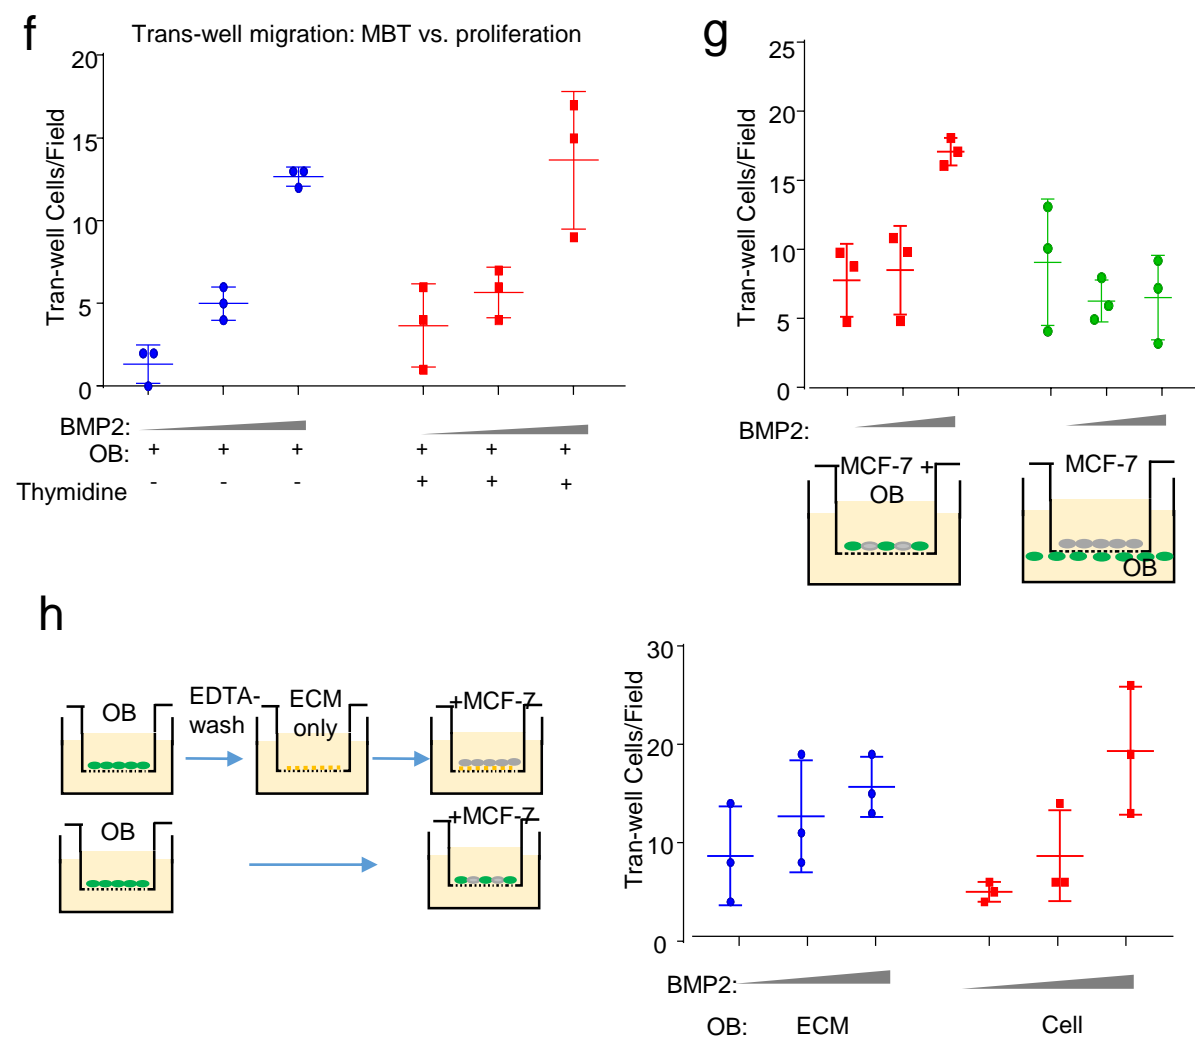 f
Trans-well migration: MBT vs. proliferation
Tran-well Cells/Field
20
15
10
5
0
BMP2:
OB: + + + + + +
Thymidine - - - + + +
g
Tran-well Cells/Field
25
20
15
10
5
0
BMP2:
MCF-7 +
OB
MCF-7
OB
h
OB
EDTA-
wash
ECM
only
+MCF-7
OB
+MCF-7
Tran-well Cells/Field
30
20
10
0
BMP2:
OB: ECM Cell